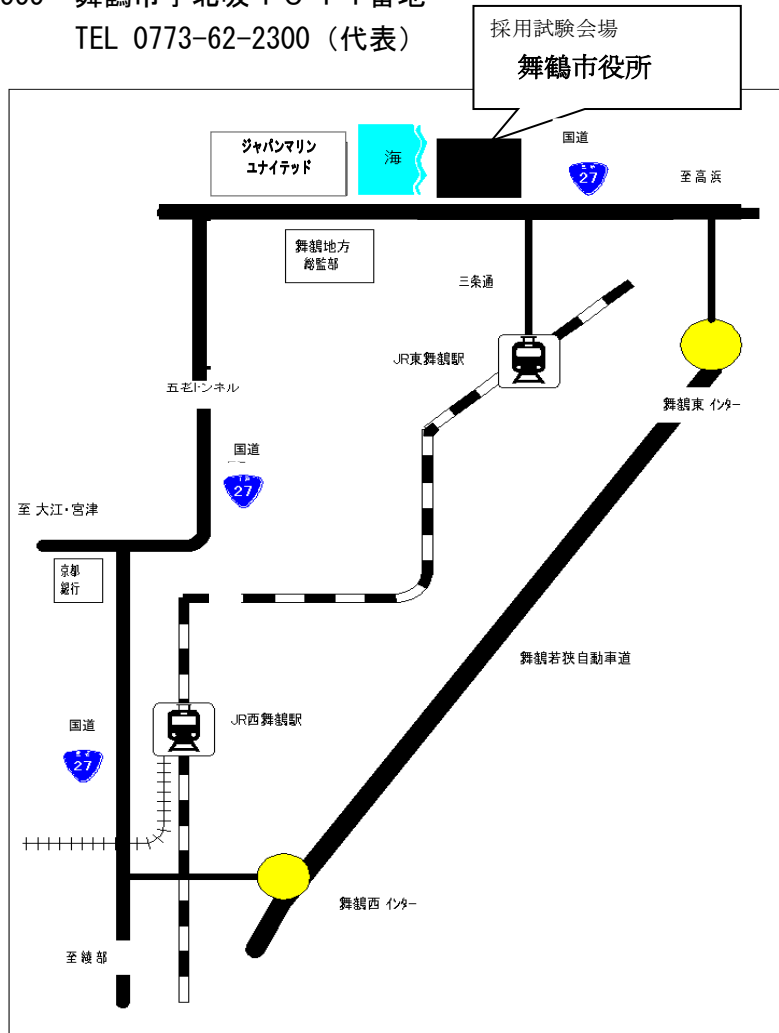 TEL 0773-62-2300（代表）
採用試験会場
舞鶴市役所
ジャパンマリン
ユナイテッド
海
国道
27
至高浜
舞鶴地方
総監部
三条通
JR東舞鶴駅
舞鶴東 インター
五老トンネル
国道
27
至 大江・宮津
京都
銀行
舞鶴若狭自動車道
JR西舞鶴駅
国道
27
舞鶴西 インター
至綾部